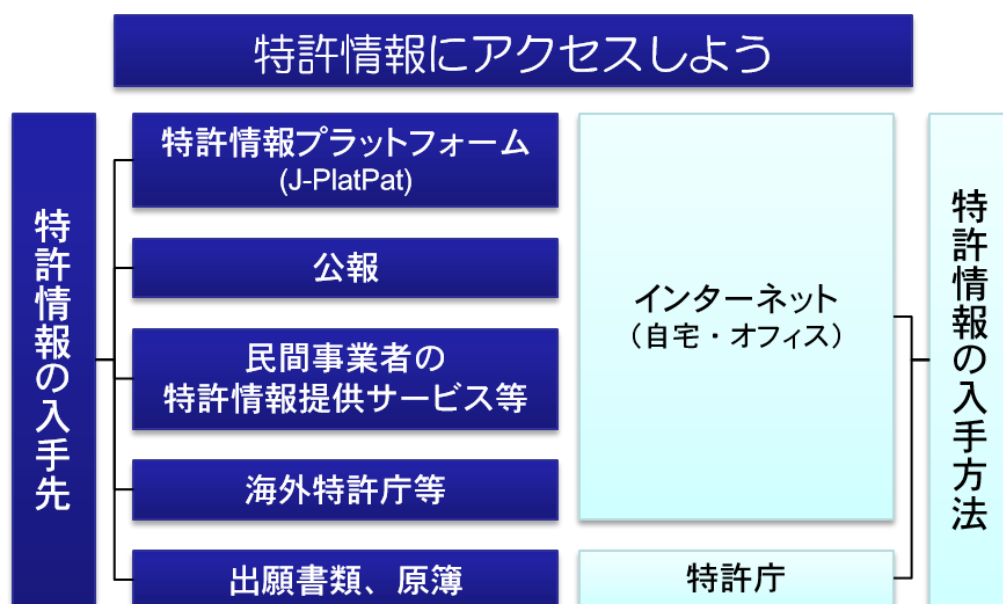 特許情報にアクセスしよう
特許情報の入手先
特許情報プラットフォーム
(J-PlatPat)
公報
民間事業者の
特許情報提供サービス等
海外特許庁等
出願書類、原簿
インターネット
（自宅・オフィス）
特許庁
特許情報の入手方法